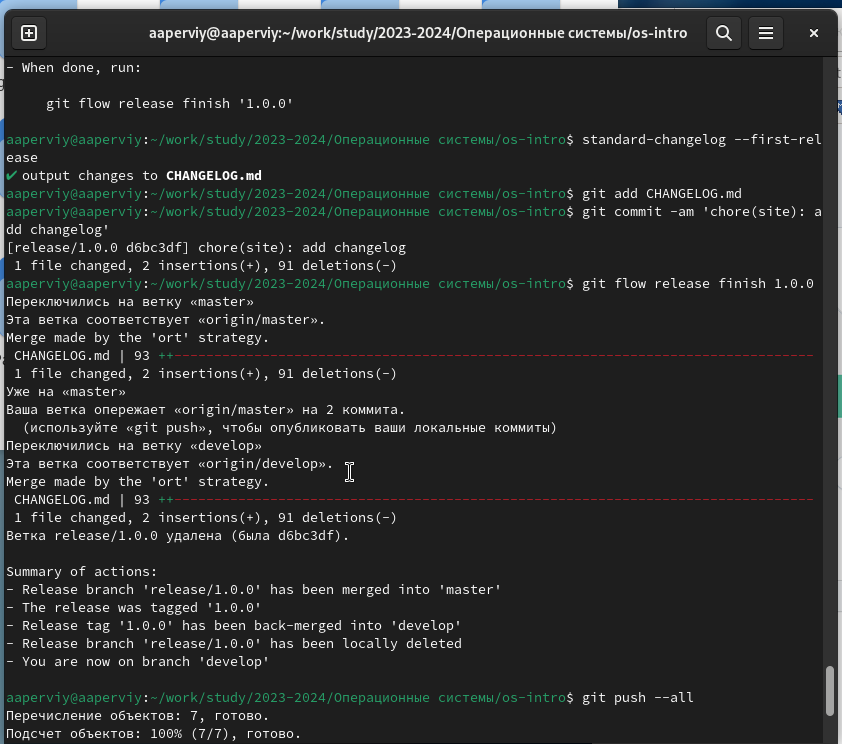 aaperviy@aaperviy:~/work/study/2023-2024/Операционные системы/os-intro
- When done, run:
git flow release finish '1.0.0'
aaperviy@aaperviy:~/work/study/2023-2024/Операционные системы/os-intro$ standard-changelog --first-rel
ease
✔ output changes to CHANGELOG.md
aaperviy@aaperviy:~/work/study/2023-2024/Операционные системы/os-intro$ git add CHANGELOG.md
aaperviy@aaperviy:~/work/study/2023-2024/Операционные системы/os-intro$ git commit -am 'chore(site): a
dd changelog'
[release/1.0.0 d6bc3df] chore(site): add changelog
1 file changed, 2 insertions(+), 91 deletions(-)
aaperviy@aaperviy:~/work/study/2023-2024/Операционные системы/os-intro$ git flow release finish 1.0.0
Переключились на ветку «master»
Эта ветка соответствует «origin/master».
Merge made by the 'ort' strategy.
CHANGELOG.md | 93 ++-------------------------------------------------------------------------------
1 file changed, 2 insertions(+), 91 deletions(-)
Уже на «master»
Ваша ветка опережает «origin/master» на 2 коммита.
(используйте «git push», чтобы опубликовать ваши локальные коммиты)
Переключились на ветку «develop»
Эта ветка соответствует «origin/develop».
Merge made by the 'ort' strategy.
CHANGELOG.md | 93 ++-------------------------------------------------------------------------------
1 file changed, 2 insertions(+), 91 deletions(-)
Ветка release/1.0.0 удалена (была d6bc3df).
Summary of actions:
- Release branch 'release/1.0.0' has been merged into 'master'
- The release was tagged '1.0.0'
- Release tag '1.0.0' has been back-merged into 'develop'
- Release branch 'release/1.0.0' has been locally deleted
- You are now on branch 'develop'
aaperviy@aaperviy:~/work/study/2023-2024/Операционные системы/os-intro$ git push --all
Перечисление объектов: 7, готово.
Подсчет объектов: 100% (7/7), готово.